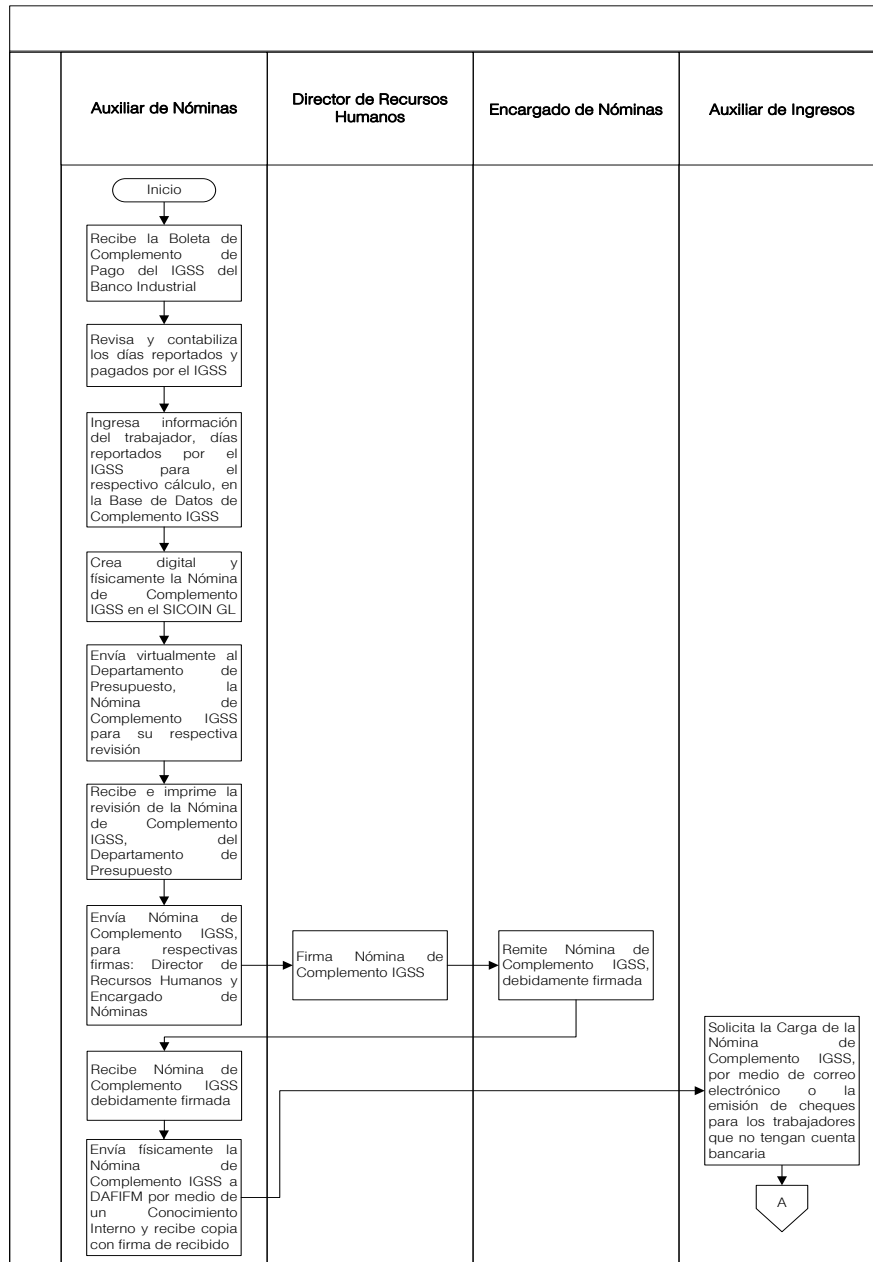 Auxiliar de Nóminas
Director de Recursos
Humanos
Encargado de Nóminas
Auxiliar de Ingresos
Inicio
Recibe la Boleta de
Complemento de
Pago del IGSS del
Banco Industrial
Revisa y contabiliza
los días reportados y
pagados por el IGSS
Ingresa información
del trabajador, días
reportados por el
IGSS para el
respectivo cálculo, en
la Base de Datos de
Complemento IGSS
Crea digital y
físicamente la Nómina
de Complemento
IGSS en el SICOIN GL
Envía virtualmente al
Departamento de
Presupuesto, la
Nómina de
Complemento IGSS
para su respectiva
revisión
Recibe e imprime la
revisión de la Nómina
de Complemento
IGSS, del
Departamento de
Presupuesto
Envía Nómina de
Complemento IGSS,
para respectivas
firmas: Director de
Recursos Humanos y
Encargado de
Nóminas
Firma Nómina de
Complemento IGSS
Remite Nómina de
Complemento IGSS,
debidamente firmada
Recibe Nómina de
Complemento IGSS
debidamente firmada
Envía físicamente la
Nómina de
Complemento IGSS a
DAFIFM por medio de
un Conocimiento
Interno y recibe copia
con firma de recibido
Solicita la Carga de la
Nómina de
Complemento IGSS,
por medio de correo
electrónico o la
emisión de cheques
para los trabajadores
que no tengan cuenta
bancaria
A